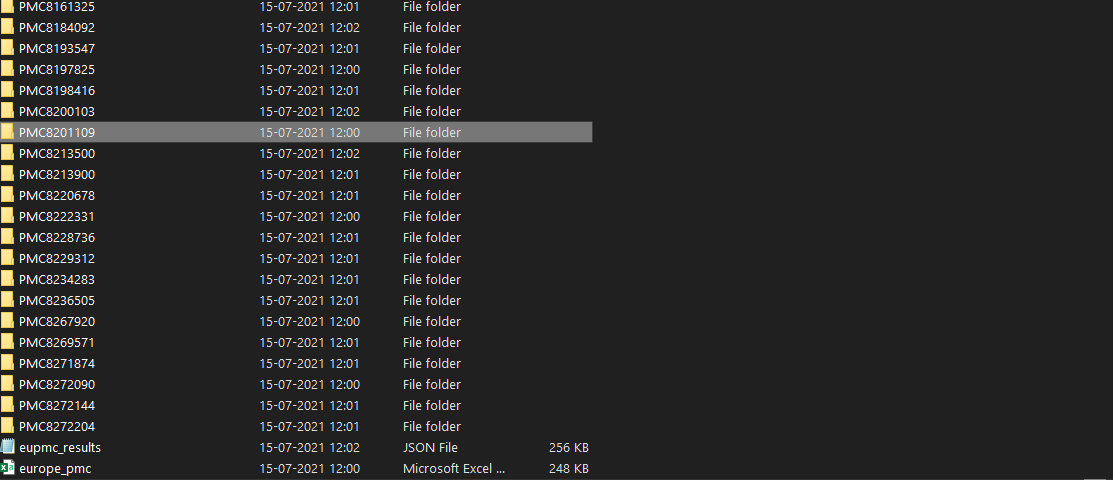 PMC8161325 15-07-2021 12:01 File folder
PMC8184092 15-07-2021 12:02 File folder
PMC8193547 15-07-2021 12:01 File folder
PMC8197825 15-07-2021 12:00 File folder
PMC8198416 15-07-2021 12:01 File folder
PMC8200103 15-07-2021 12:02 File folder
PMC8201109 15-07-2021 12:00 File folder
PMC8213500 15-07-2021 12:02 File folder
PMC8213900 15-07-2021 12:01 File folder
PMC8220678 15-07-2021 12:01 File folder
PMC8222331 15-07-2021 12:00 File folder
PMC8228736 15-07-2021 12:01 File folder
PMC8229312 15-07-2021 12:01 File folder
PMC8234283 15-07-2021 12:01 File folder
PMC8236505 15-07-2021 12:01 File folder
PMC8267920 15-07-2021 12:00 File folder
PMC8269571 15-07-2021 12:01 File folder
PMC8271874 15-07-2021 12:01 File folder
PMC8272090 15-07-2021 12:00 File folder
PMC8272144 15-07-2021 12:01 File folder
PMC8272204 15-07-2021 12:01 File folder
eupmc_results 15-07-2021 12:02 JSON File 256 KB
europe_pmc 15-07-2021 12:00 Microsoft Excel ... 248 KB